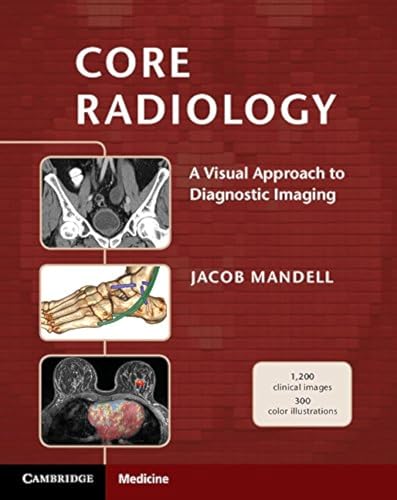 CORE
RADIOLOGY
A Visual Approach to
Diagnostic Imaging
JACOB MANDELL
1,200
clinical images
300
color illustrations
CAMBRIDGE
Medicine